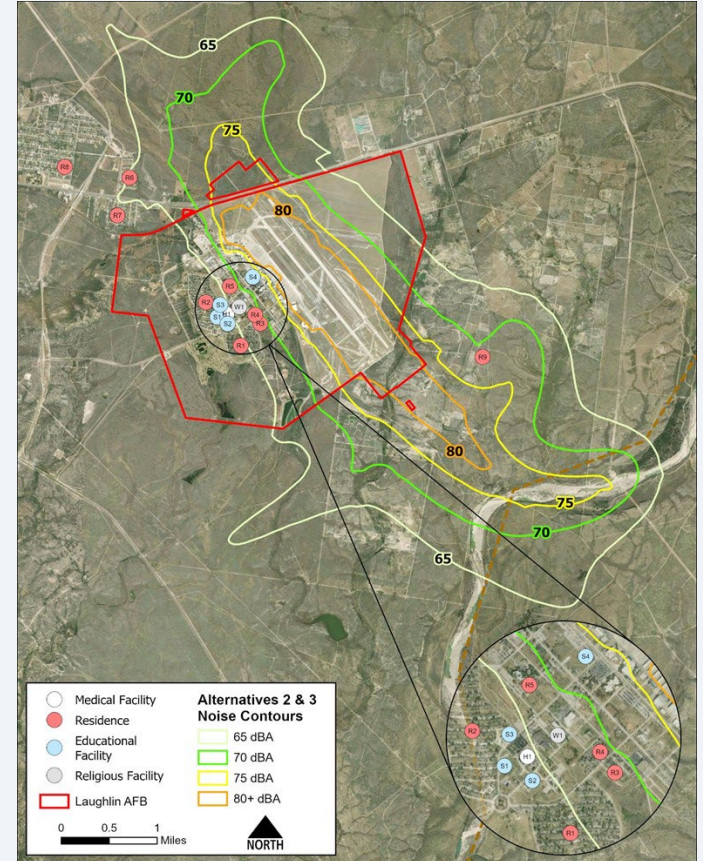 65
70
75
80
R8
R6
R7
S4
R5
R2
S3
W1
S1
H1
R4
S2
R3
R1
R9
80
75
70
65
S4
R5
R2
S3
W1
H1
R4
S1
R3
S2
R1
Medical Facility
Residence
Educational
Facility
Religious Facility
Laughlin AFB
0 0.5 1
Miles
Alternatives 2 & 3
Noise Contours
65 dBA
70 dBA
75 dBA
80+ dBA
NORTH